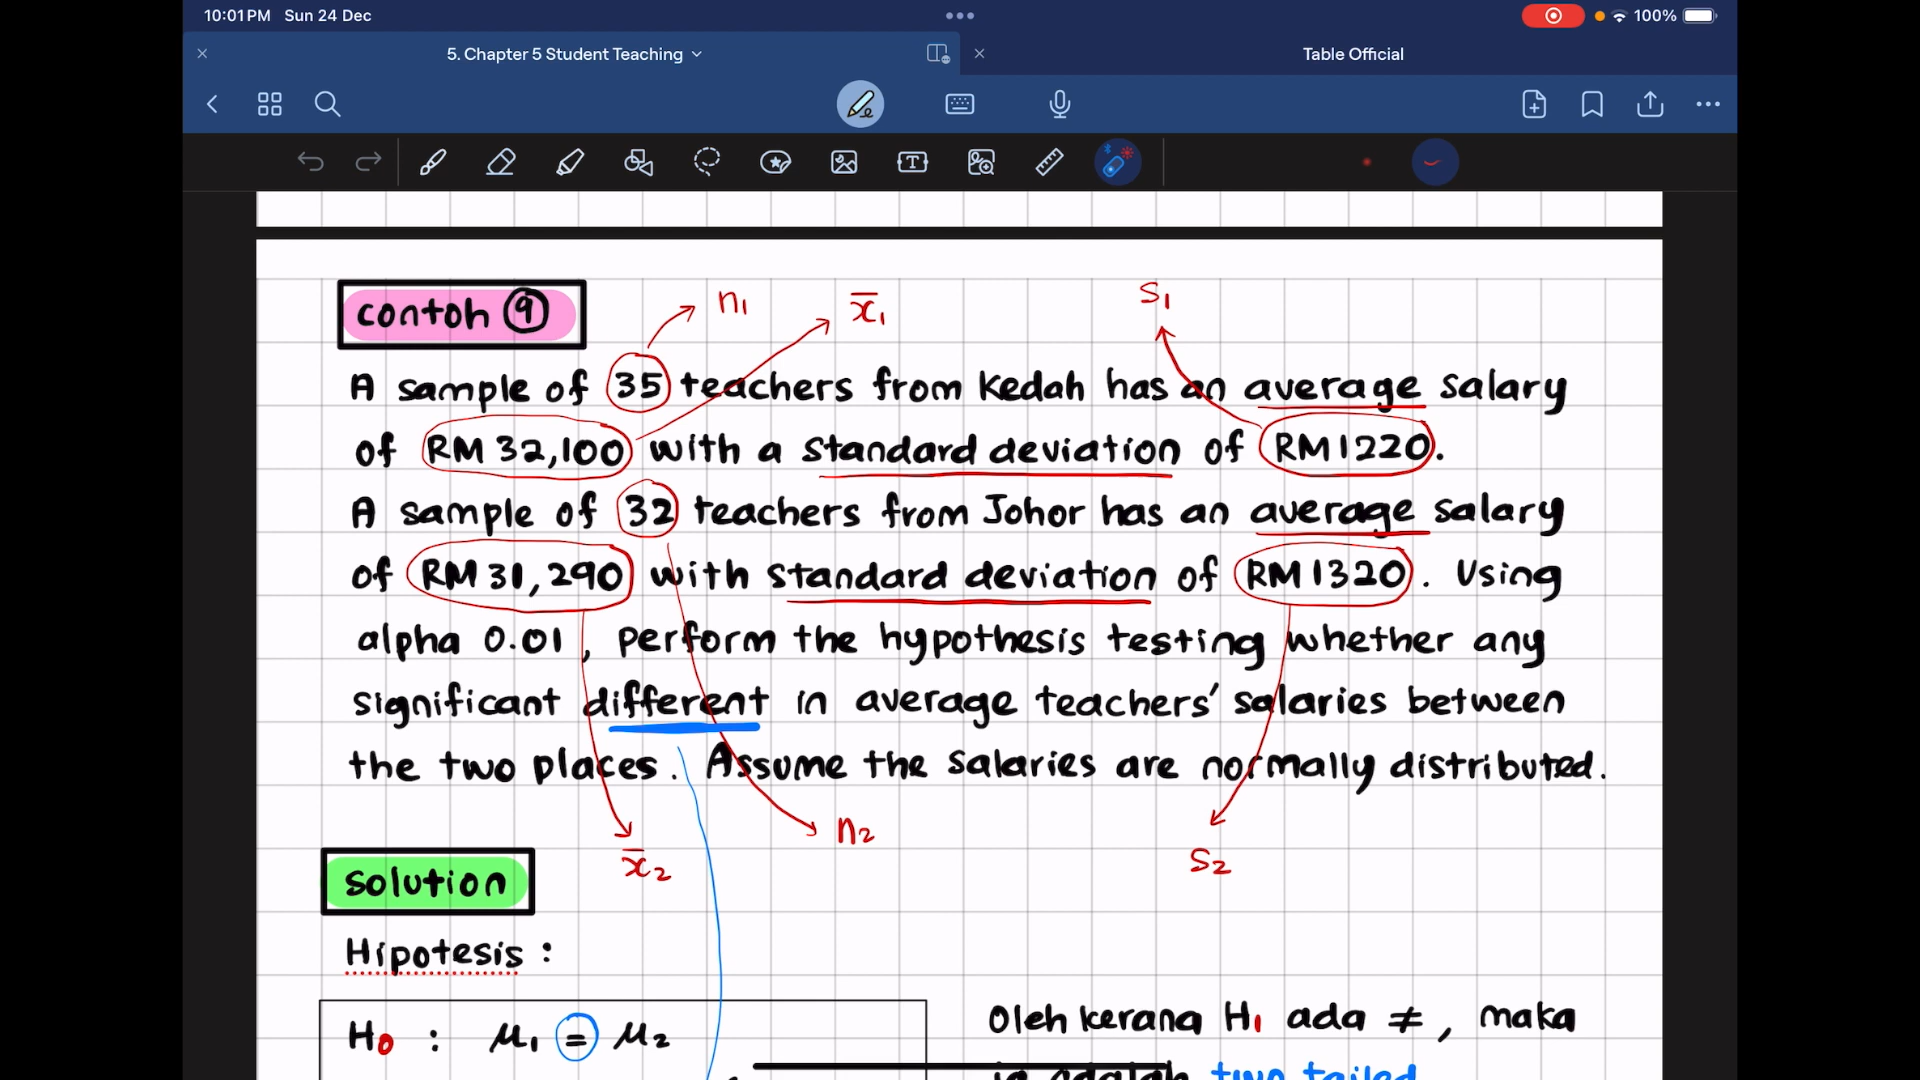 10:01 PM Sun 24 Dec
100%
5. Chapter 5 Student Teaching
Table Official
contoh 9
n1
x̅1
S1
A sample of 35 teachers from Kedah has an average salary
of RM 32,100 with a standard deviation of RM1220.
A sample of 32 teachers from Johor has an average salary
of RM 31,290 with standard deviation of RM1320. Using
alpha 0.01, perform the hypothesis testing whether any
significant different in average teachers' salaries between
the two places. Assume the salaries are normally distributed.
x̅2
n2
S2
solution
Hipotesis :
H0 : μ1 = μ2
Oleh kerana H1 ada ≠, maka
ia adalah two tailed